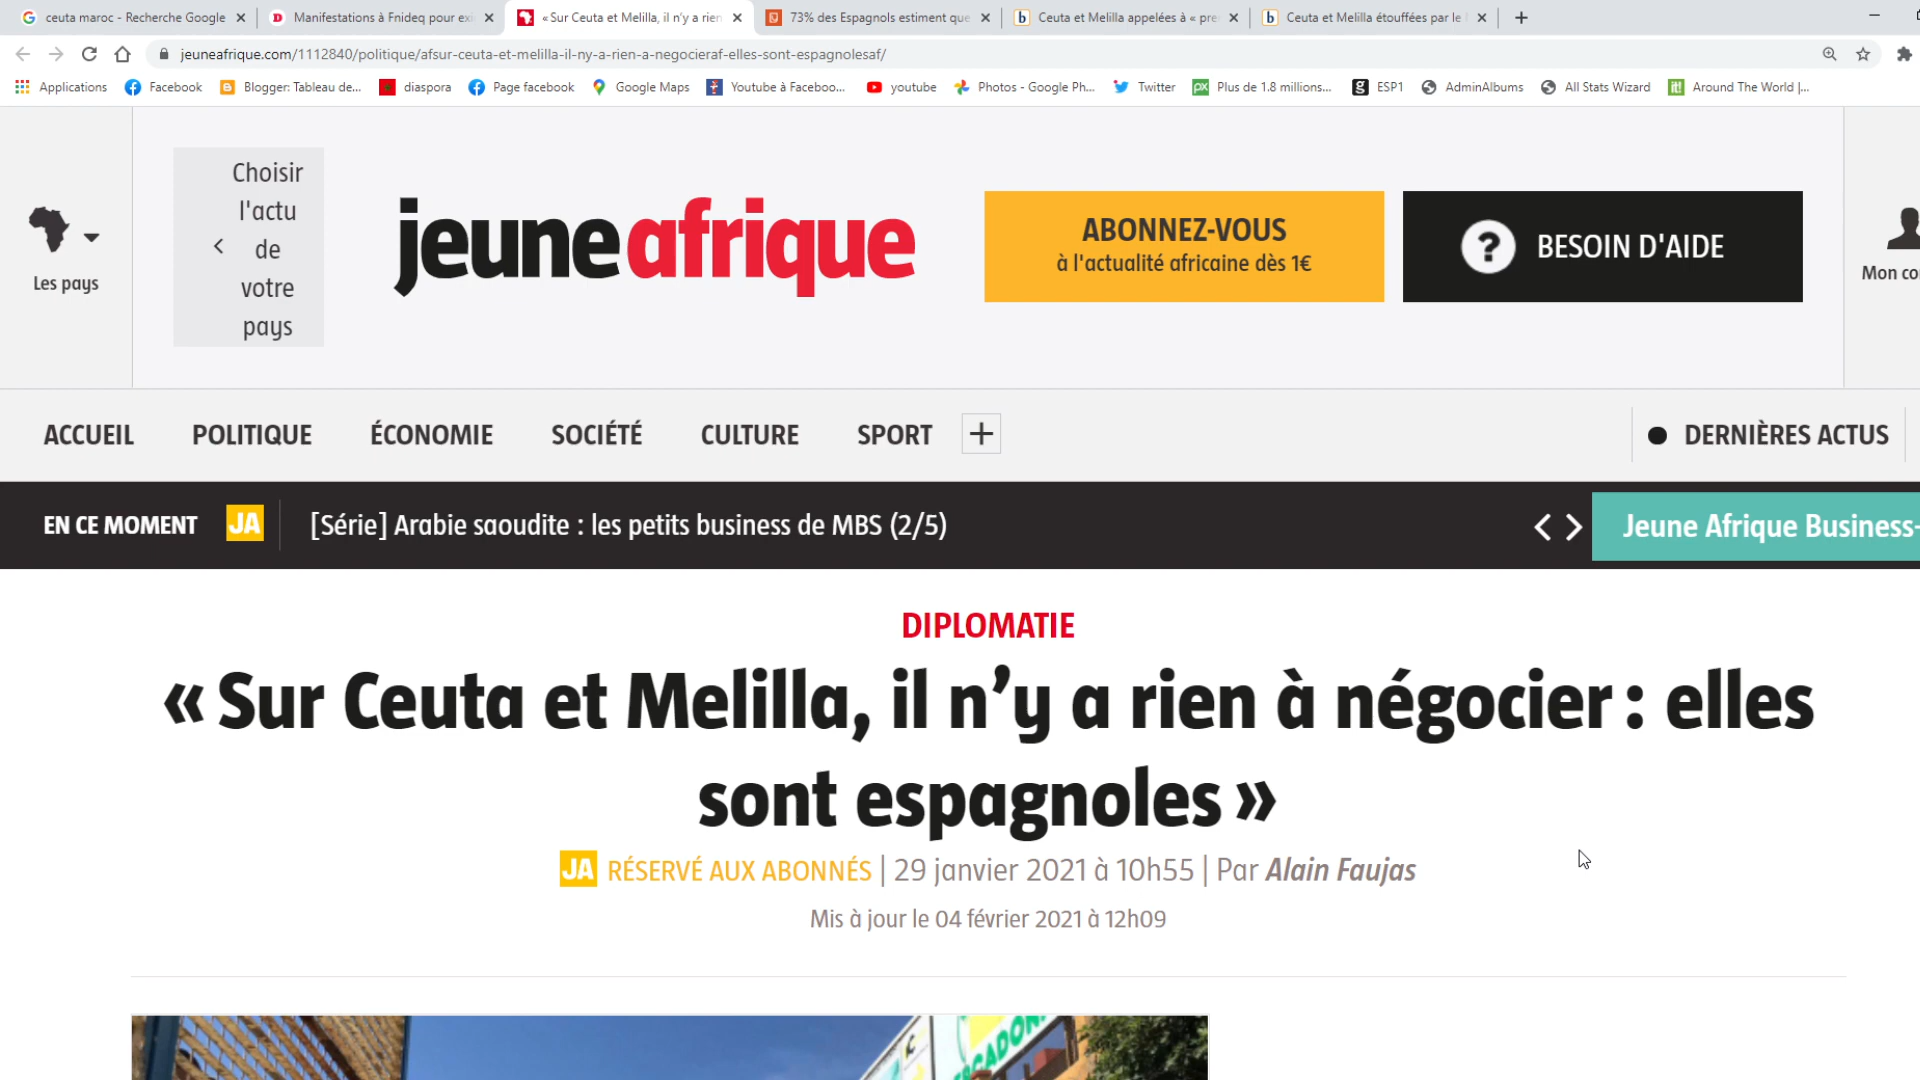 ceuta maroc - Recherche Google
Manifestations à Fnideq pour exi
« Sur Ceuta et Melilla, il n'y a rien
73% des Espagnols estiment que
Ceuta et Melilla appelées à « pre
Ceuta et Melilla étouffées par le
jeuneafrique.com/1112840/politique/afsur-ceuta-et-melilla-il-ny-a-rien-a-negocieraf-elles-sont-espagnolesaf/
Applications
Facebook
Blogger: Tableau de...
diaspora
Page facebook
Google Maps
Youtube à Faceboo...
youtube
Photos - Google Ph...
Twitter
Plus de 1.8 millions...
ESP1
AdminAlbums
All Stats Wizard
Around The World |...
Les pays
Choisir
l'actu
de
votre
pays
jeuneafrique
ABONNEZ-VOUS
à l'actualité africaine dès 1€
? BESOIN D'AIDE
Mon co
ACCUEIL
POLITIQUE
ÉCONOMIE
SOCIÉTÉ
CULTURE
SPORT
+
DERNIÈRES ACTUS
EN CE MOMENT
JA
[Série] Arabie saoudite : les petits business de MBS (2/5)
Jeune Afrique Business-
DIPLOMATIE
« Sur Ceuta et Melilla, il n'y a rien à négocier : elles
sont espagnoles »
JA RÉSERVÉ AUX ABONNÉS | 29 janvier 2021 à 10h55 | Par Alain Faujas
Mis à jour le 04 février 2021 à 12h09